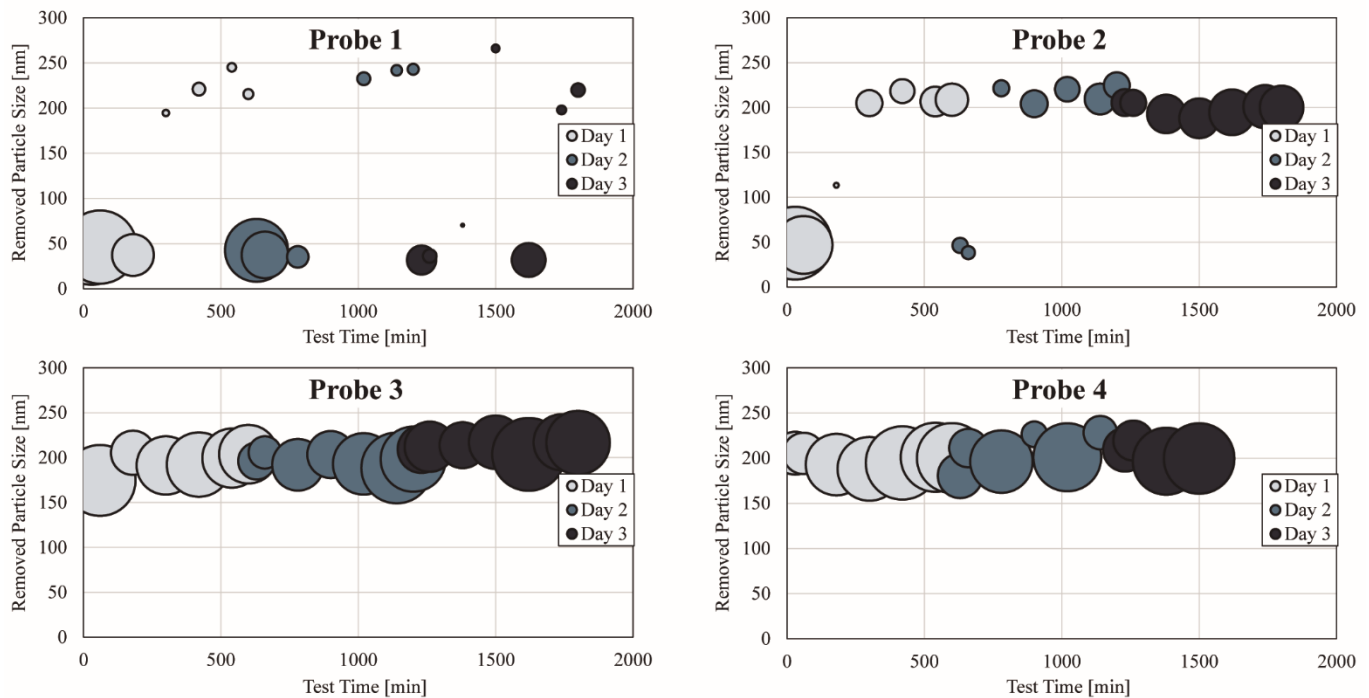 Probe 1
Removed Particle Size [nm]
300
250
200
150
100
50
0
0 500 1000 1500 2000
Test Time [min]
Day 1
Day 2
Day 3
Probe 2
Removed Partilce Size [nm]
300
250
200
150
100
50
0
0 500 1000 1500 2000
Test Time [min]
Day 1
Day 2
Day 3
Probe 3
Removed Particle Size [nm]
300
250
200
150
100
50
0
0 500 1000 1500 2000
Test Time [min]
Day 1
Day 2
Day 3
Probe 4
Removed Particle Size [nm]
300
250
200
150
100
50
0
0 500 1000 1500 2000
Test Time [min]
Day 1
Day 2
Day 3